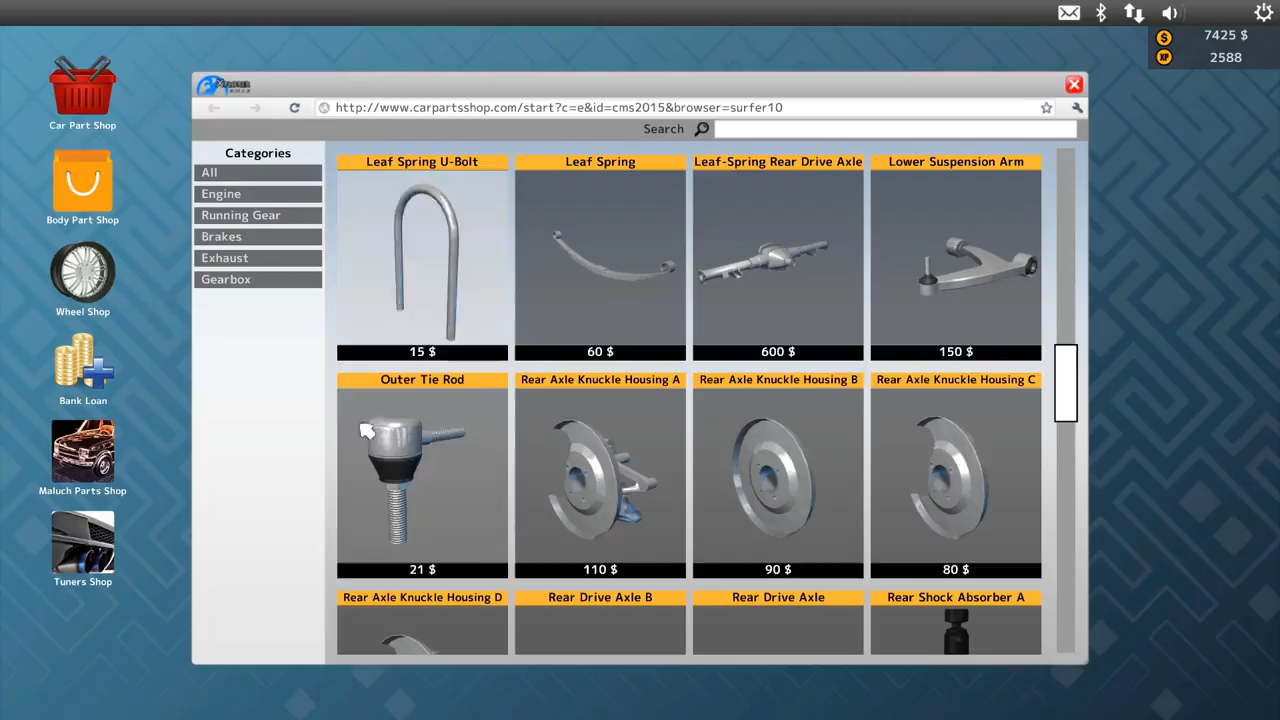 7425 $
2588
Car Part Shop
Body Part Shop
Wheel Shop
Bank Loan
Maluch Parts Shop
Tuners Shop
http://www.carpartsshop.com/start?c=e&id=cms2015&browser=surfer10
Search
Categories
All
Engine
Running Gear
Brakes
Exhaust
Gearbox
Leaf Spring U-Bolt
Leaf Spring
Leaf-Spring Rear Drive Axle
Lower Suspension Arm
15 $
60 $
600 $
150 $
Outer Tie Rod
Rear Axle Knuckle Housing A
Rear Axle Knuckle Housing B
Rear Axle Knuckle Housing C
21 $
110 $
90 $
80 $
Rear Axle Knuckle Housing D
Rear Drive Axle B
Rear Drive Axle
Rear Shock Absorber A